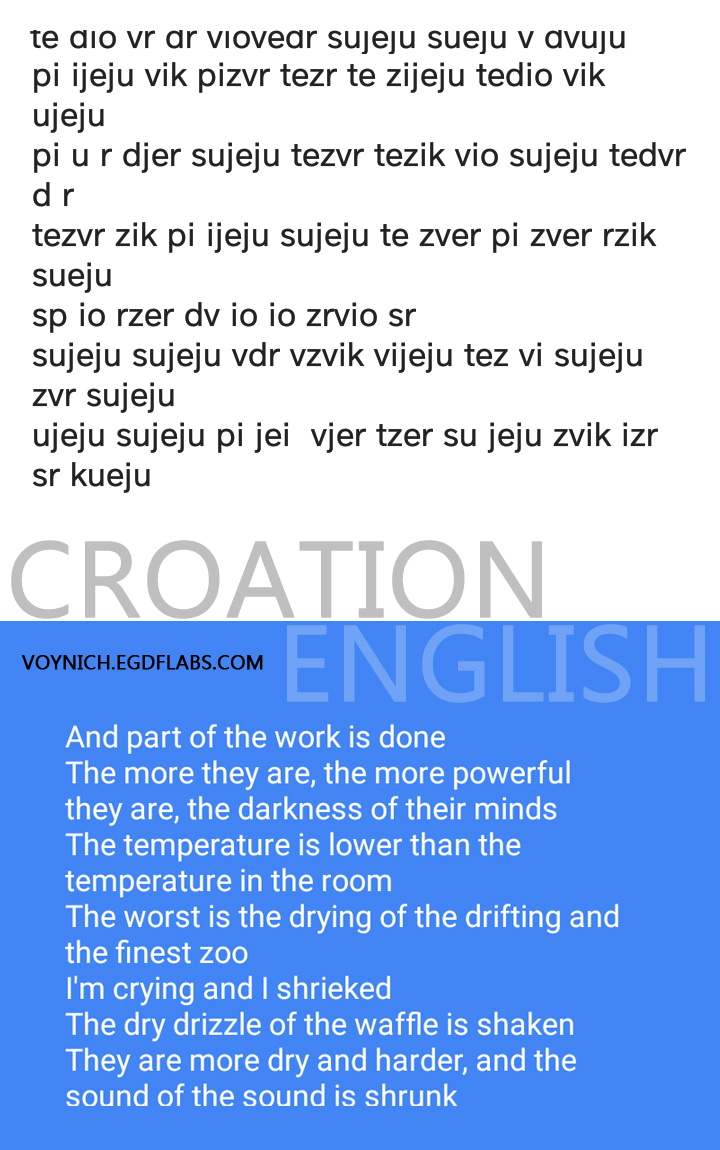 te dio vr dr viovedr sujeju sueju v dvuju
pi ijeju vik pizvr tezr te zijeju tedio vik
ujeju
pi u r djer sujeju tezvr tezik vio sujeju tedvr
d r
tezvr zik pi ijeju sujeju te zver pi zver rzik
sueju
sp io rzer dv io io zrvio sr
sujeju sujeju vdr vzvik vijeju tez vi sujeju
zvr sujeju
ujeju sujeju pi jei  vjer tzer su jeju zvik izr
sr kueju
CROATION
ENGLISH
VOYNICH.EGDFLABS.COM
And part of the work is done
The more they are, the more powerful
they are, the darkness of their minds
The temperature is lower than the
temperature in the room
The worst is the drying of the drifting and
the finest zoo
I'm crying and I shrieked
The dry drizzle of the waffle is shaken
They are more dry and harder, and the
sound of the sound is shrunk